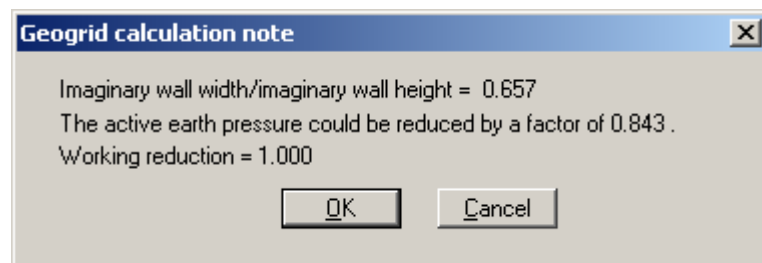 Geogrid calculation note
Imaginary wall width/imaginary wall height = 0.657
The active earth pressure could be reduced by a factor of 0.843 .
Working reduction = 1.000
OK Cancel